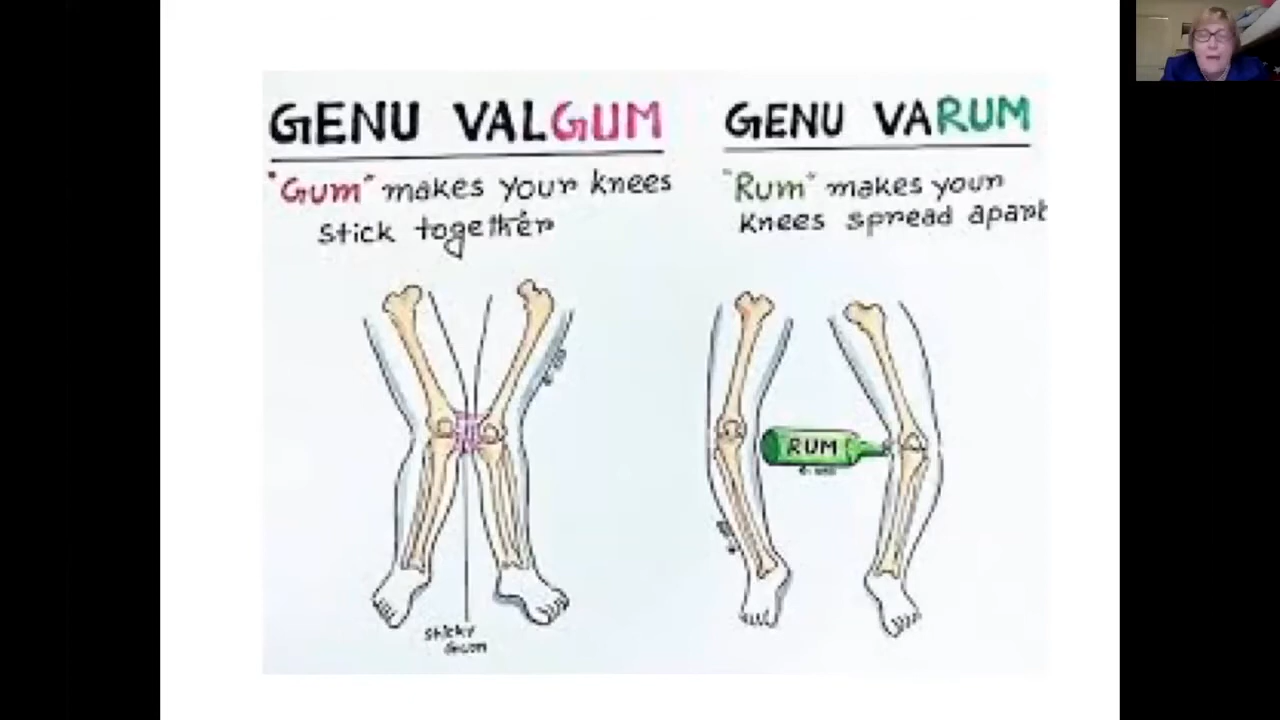 GENU VALGUM
"Gum" makes your knees
stick together
sticky
Gum
GENU VARUM
"Rum" makes your
knees spread apart
RUM